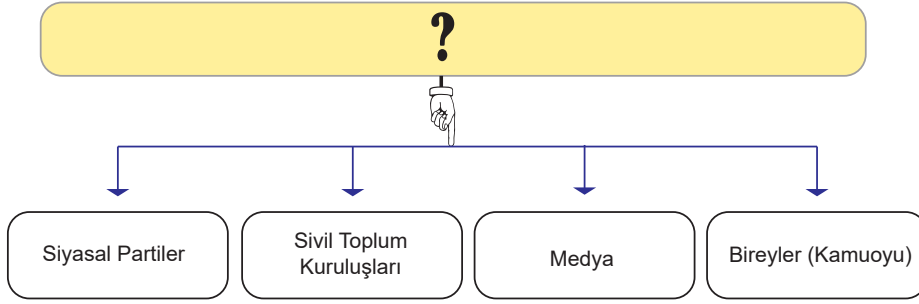 ?
Siyasal Partiler
Sivil Toplum
Kuruluşları
Medya
Bireyler (Kamuoyu)